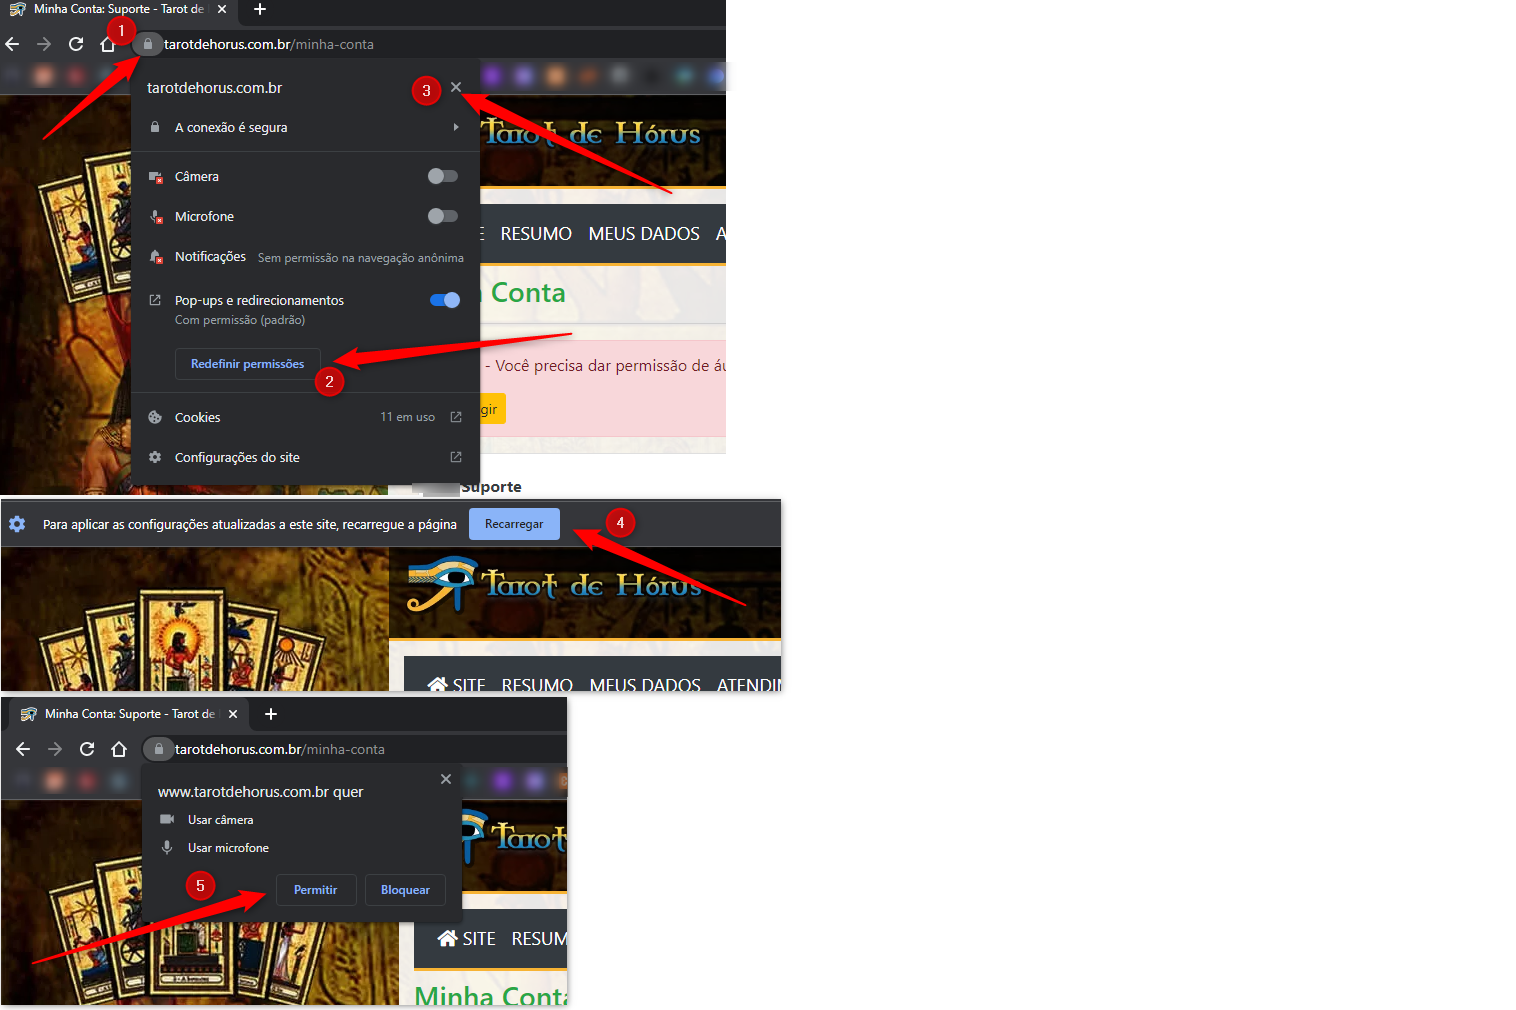 Minha Conta: Suporte - Tarot de
1
tarotdehorus.com.br/minha-conta
tarotdehorus.com.br
3
A conexão é segura
Tarot de Hórus
Câmera
Microfone
E RESUMO MEUS DADOS A
Notificações Sem permissão na navegação anônima
Conta
Pop-ups e redirecionamentos
Com permissão (padrão)
Redefinir permissões
- Você precisa dar permissão de áu
2
gir
Cookies 11 em uso
Configurações do site
Suporte
Para aplicar as configurações atualizadas a este site, recarregue a página Recarregar
4
Tarot de Hórus
SITE RESUMO MEUS DADOS ATENDIM
Minha Conta: Suporte - Tarot de
tarotdehorus.com.br/minha-conta
www.tarotdehorus.com.br quer
Usar câmera
Usar microfone
Tarot
5
Permitir Bloquear
SITE RESUM
Minha Conta